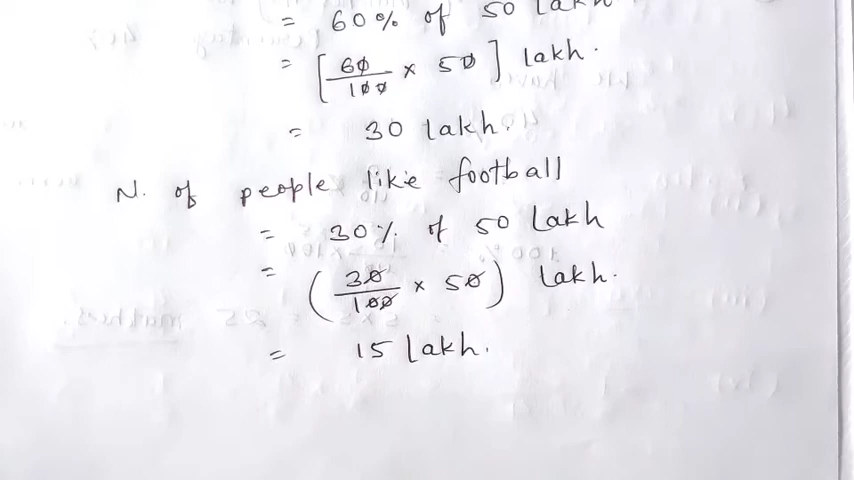 = 60% of 50 lakh
= [60/100 × 50] lakh.
= 30 lakh.
N. of people like football
= 30% of 50 lakh
= (30/100 × 50) lakh.
= 15 lakh.